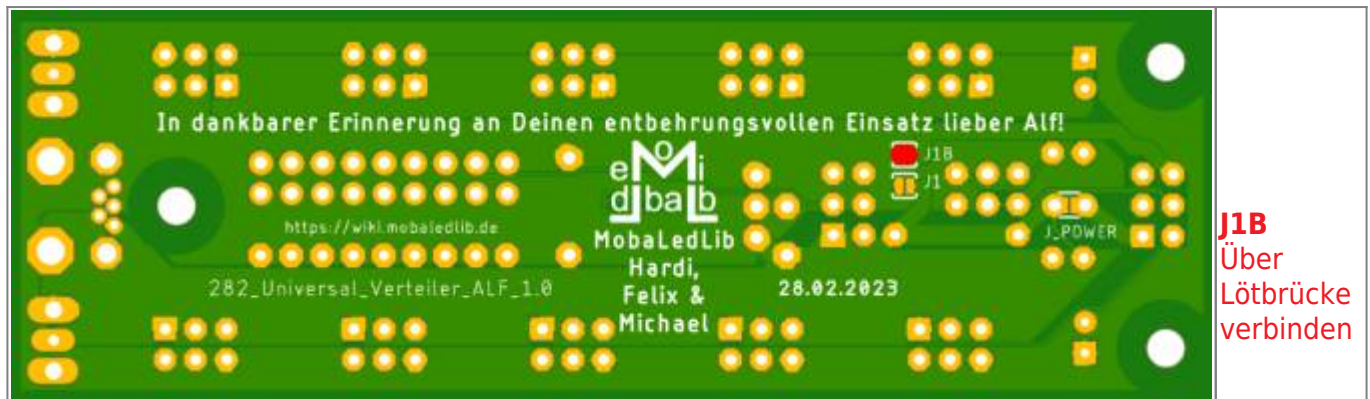 In dankbarer Erinnerung an Deinen entbehrungsvollen Einsatz lieber Alf!
J1B
J1
e M o i
d ba l b
https://wiki.mobaledlib.de
MobaLedLib
Hardi,
Felix &
Michael
J_POWER
282_Universal_Verteiler_ALF_1.0
28.02.2023
J1B
Über
Lötbrücke
verbinden